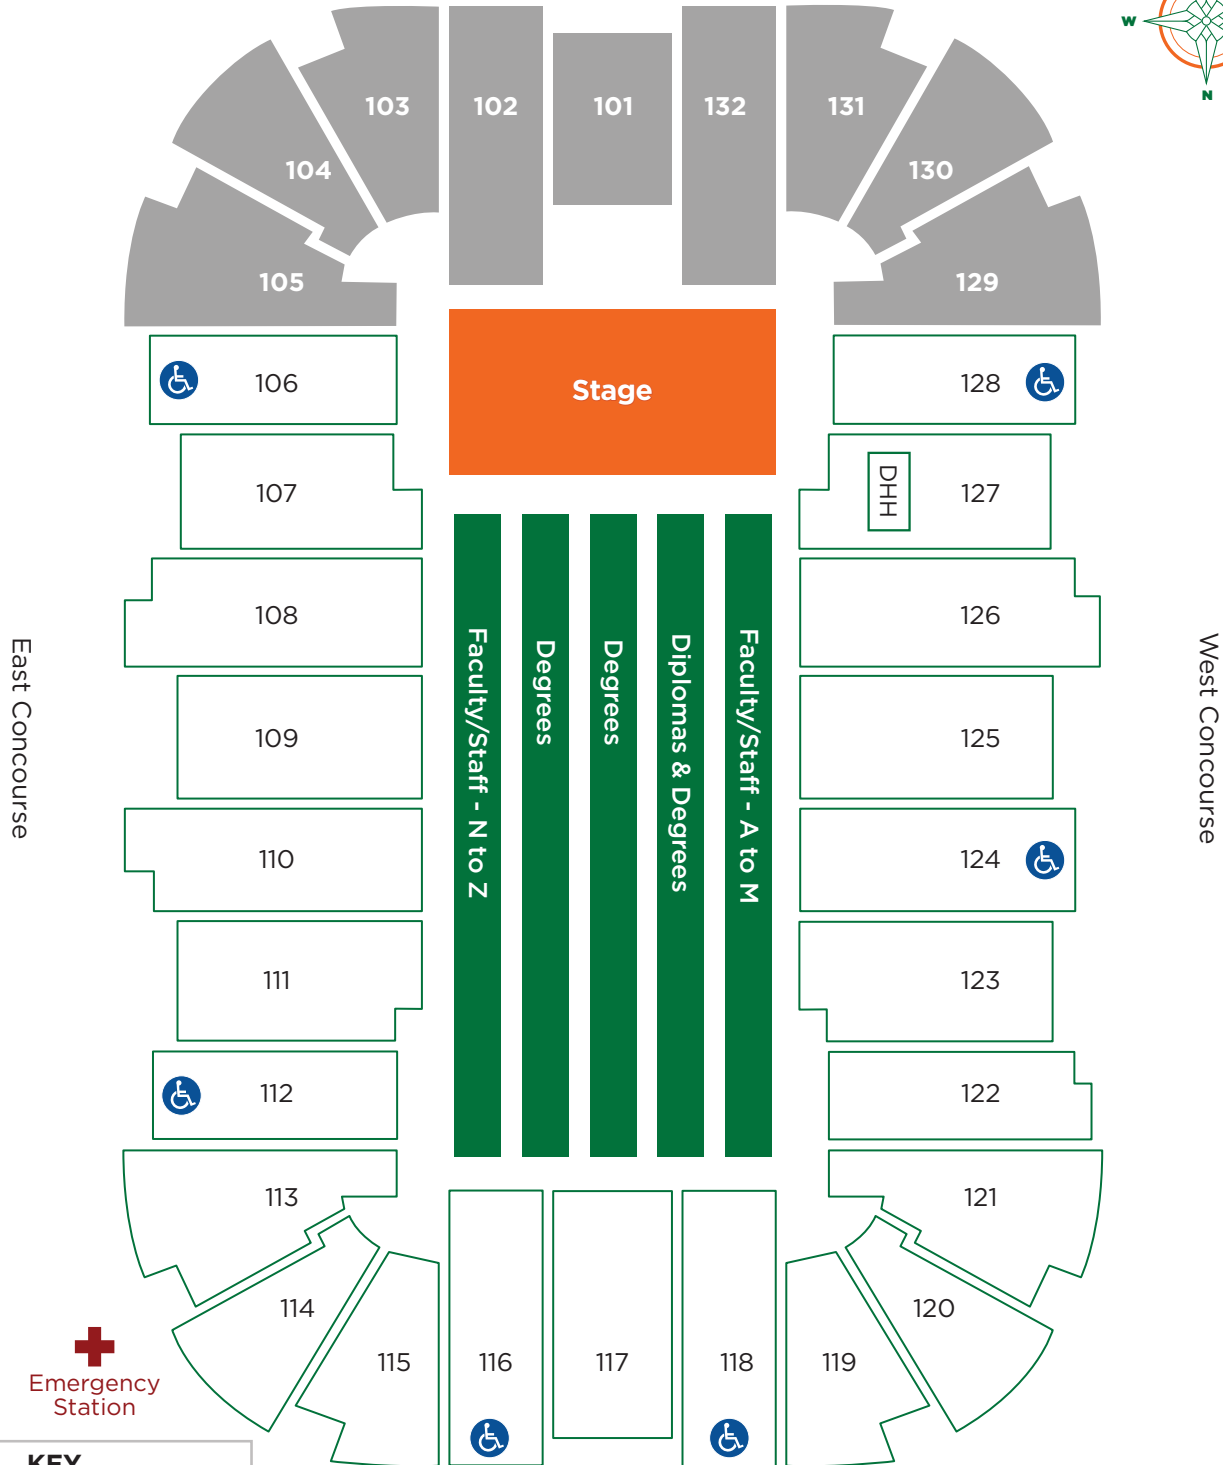 W
N
103
102
101
132
131
104
130
105
129
Stage
106
128
107
DHH
127
108
126
East Concourse
West Concourse
Faculty/Staff - N to Z
Degrees
Degrees
Diplomas & Degrees
Faculty/Staff - A to M
109
125
110
124
111
123
112
122
113
121
114
120
115
116
117
118
119
Emergency
Station
KEY